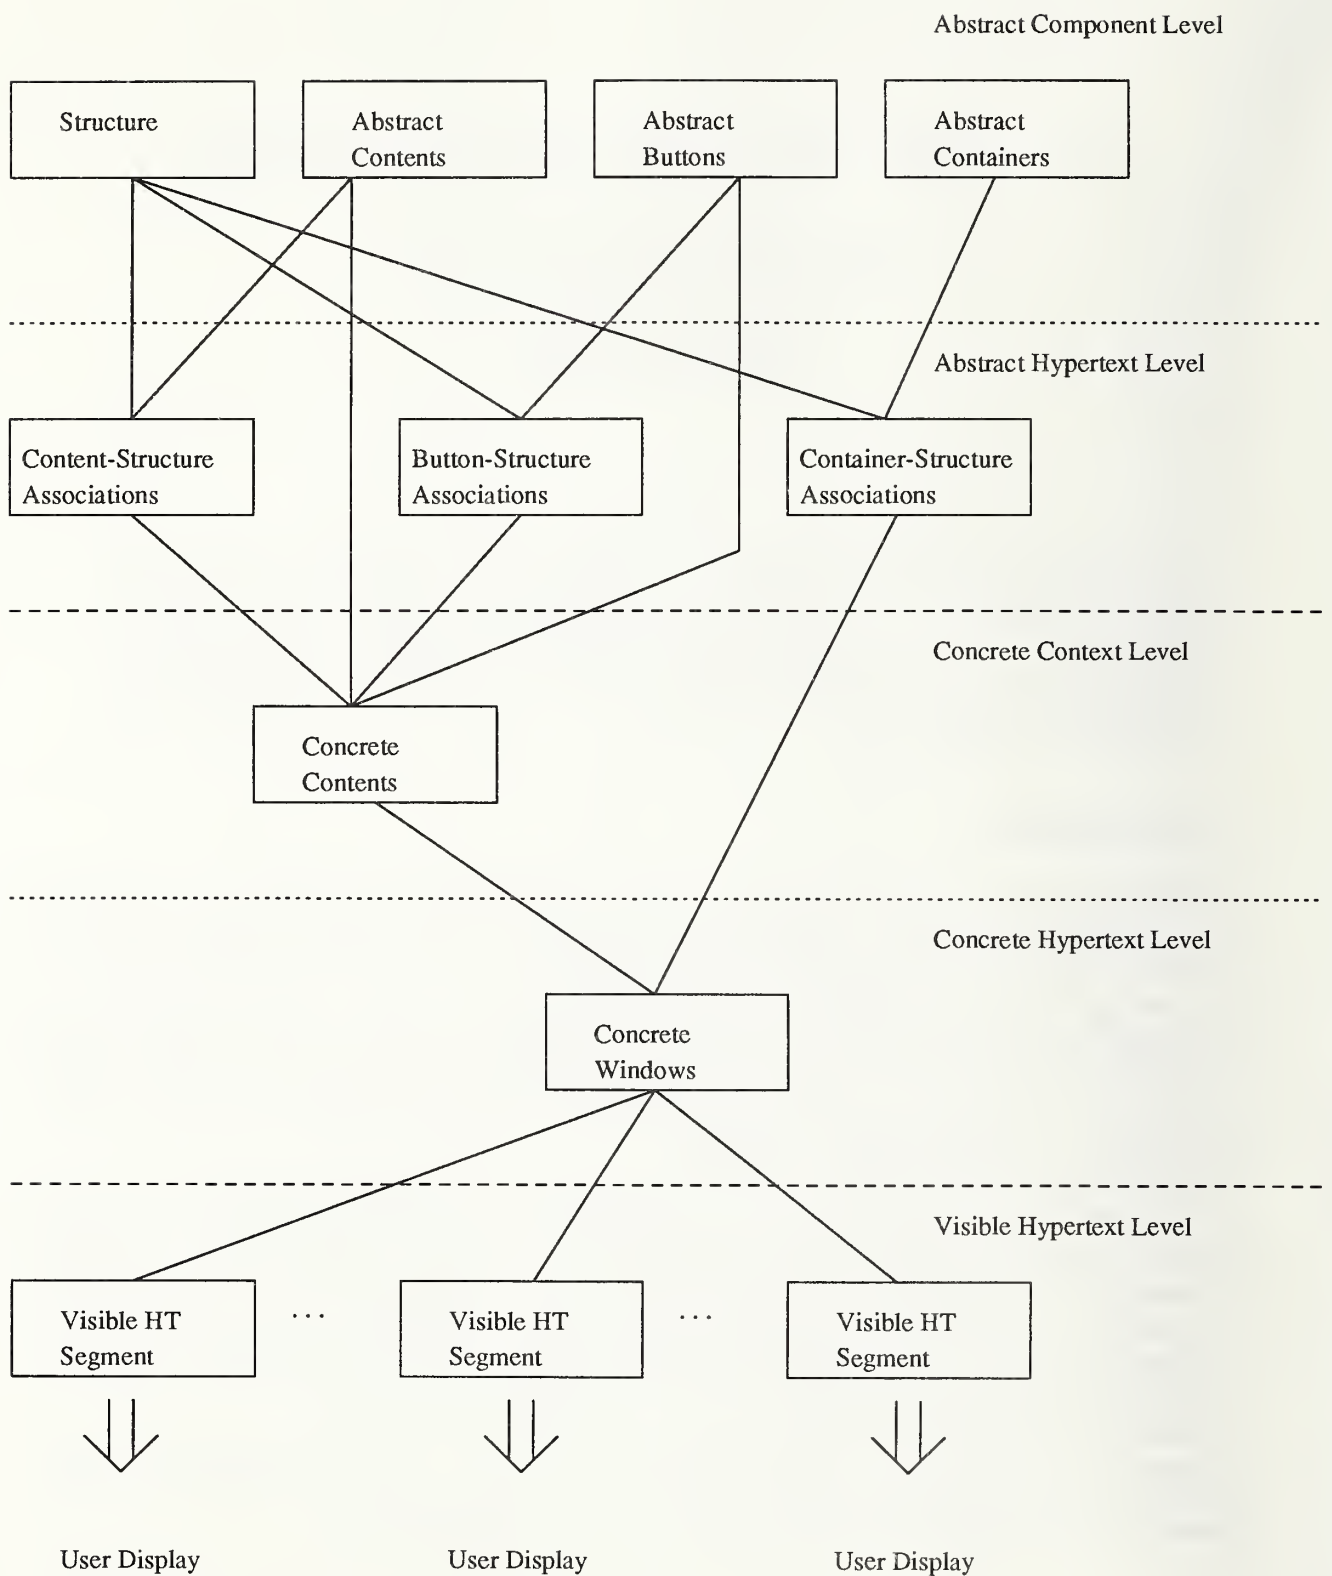 Abstract Component Level
Structure
Abstract
Contents
Abstract
Buttons
Abstract
Containers
Abstract Hypertext Level
Content-Structure
Associations
Button-Structure
Associations
Container-Structure
Associations
Concrete Context Level
Concrete
Contents
Concrete Hypertext Level
Concrete
Windows
Visible Hypertext Level
Visible HT
Segment
...
Visible HT
Segment
...
Visible HT
Segment
User Display
User Display
User Display